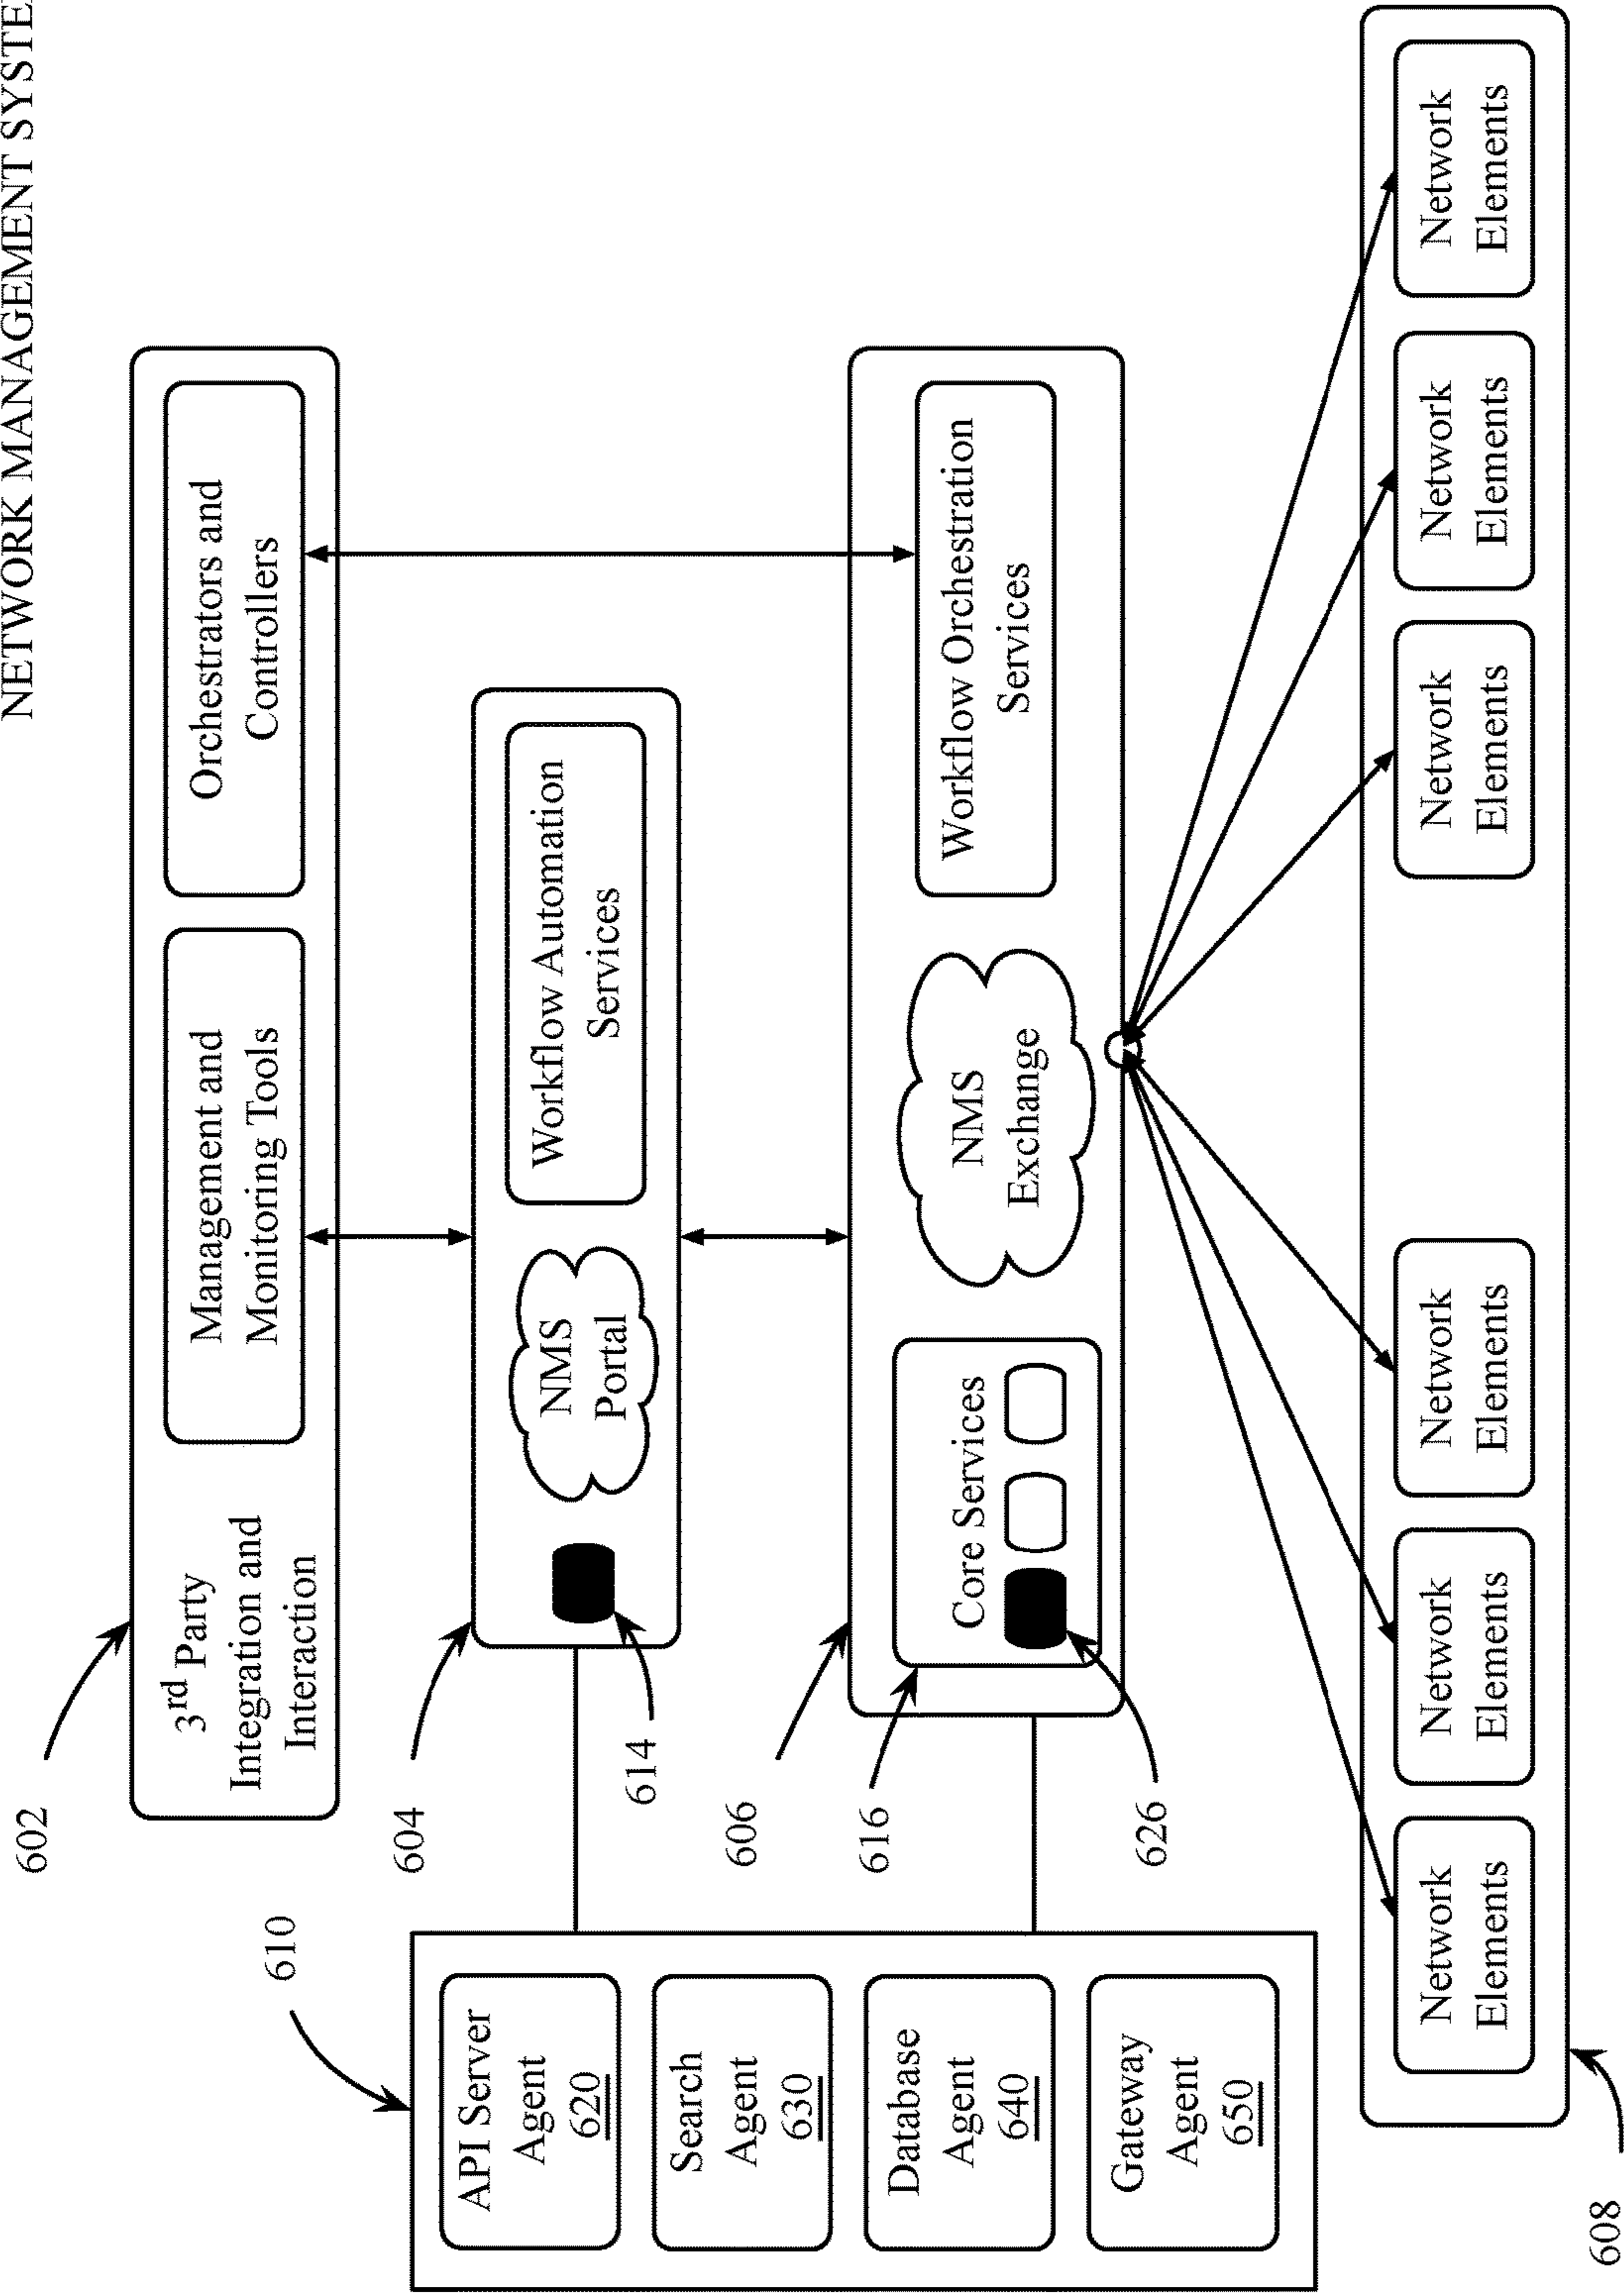 NETWORK MANAGEMENT SYSTE
602
3rd Party
Integration and
Interaction
Management and
Monitoring Tools
Orchestrators and
Controllers
604
614
NMS
Portal
Workflow Automation
Services
606
616
626
Core Services
NMS
Exchange
Workflow Orchestration
Services
610
API Server
Agent
620
Search
Agent
630
Database
Agent
640
Gateway
Agent
650
608
Network
Elements
Network
Elements
Network
Elements
Network
Elements
Network
Elements
Network
Elements